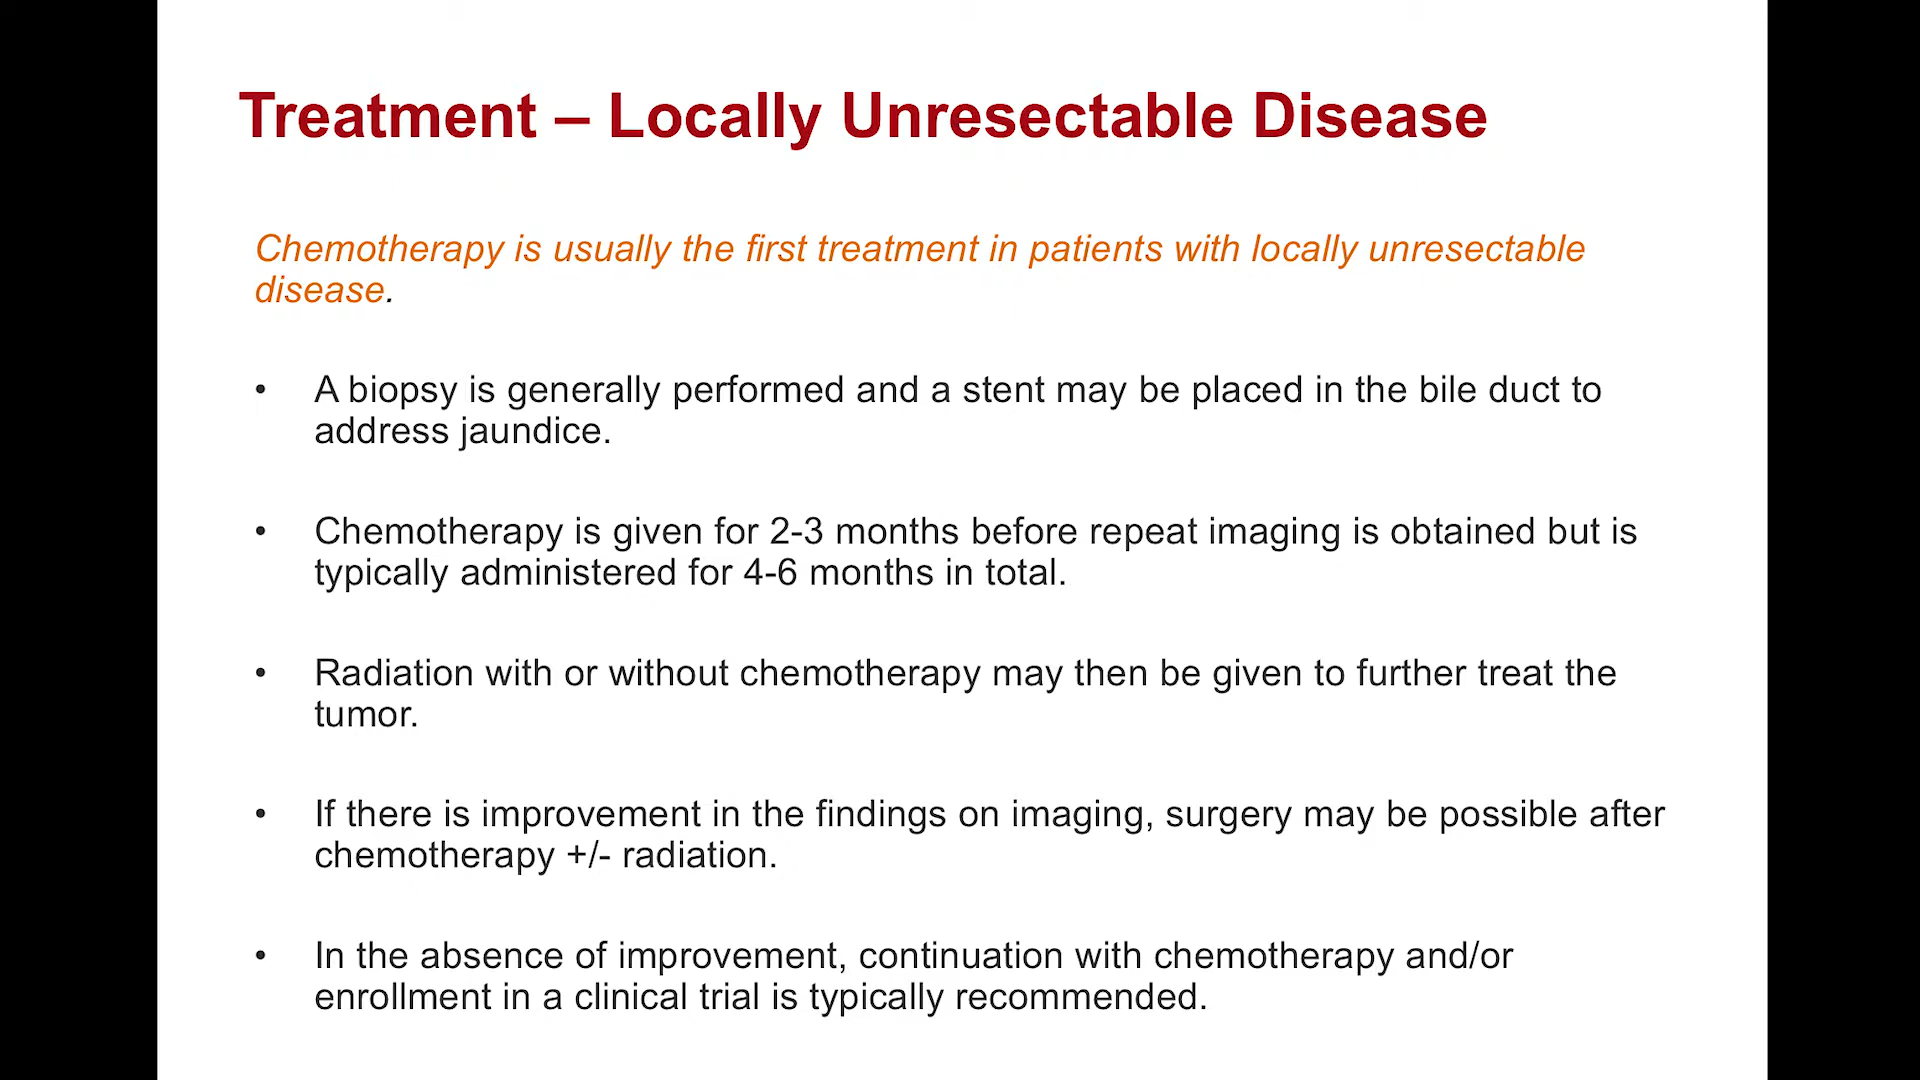 Treatment – Locally Unresectable Disease
Chemotherapy is usually the first treatment in patients with locally unresectable
disease.
• A biopsy is generally performed and a stent may be placed in the bile duct to
address jaundice.
• Chemotherapy is given for 2-3 months before repeat imaging is obtained but is
typically administered for 4-6 months in total.
• Radiation with or without chemotherapy may then be given to further treat the
tumor.
• If there is improvement in the findings on imaging, surgery may be possible after
chemotherapy +/- radiation.
• In the absence of improvement, continuation with chemotherapy and/or
enrollment in a clinical trial is typically recommended.